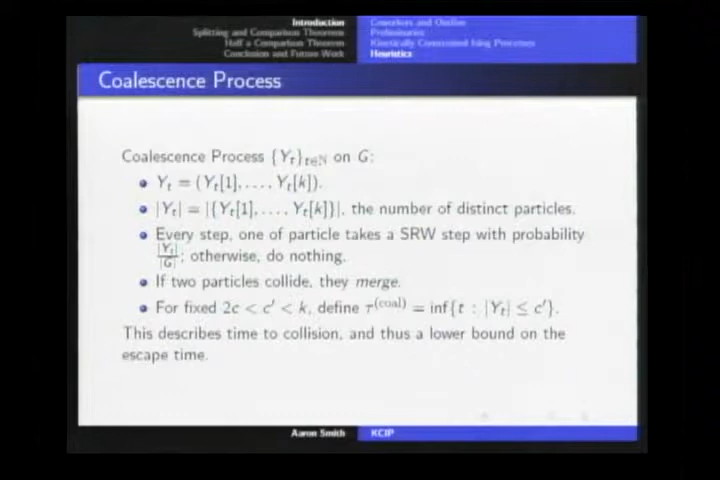 Introduction
Splitting and Comparison Theorems
Half a Comparison Theorem
Conclusion and Future Work
Coworkers and Outline
Preliminaries
Kinetically Constrained Ising Processes
Heuristics
Coalescence Process
Coalescence Process {Y_t}_{t∈ℕ} on G:
• Y_t = (Y_t[1], ..., Y_t[k]).
• |Y_t| = |{Y_t[1], ..., Y_t[k]}|, the number of distinct particles.
• Every step, one of particle takes a SRW step with probability
|Y_t|/|G|; otherwise, do nothing.
• If two particles collide, they merge.
• For fixed 2c < c′ < k, define τ^(coal) = inf{t : |Y_t| ≤ c′}.
This describes time to collision, and thus a lower bound on the
escape time.
Aaron Smith
KCIP